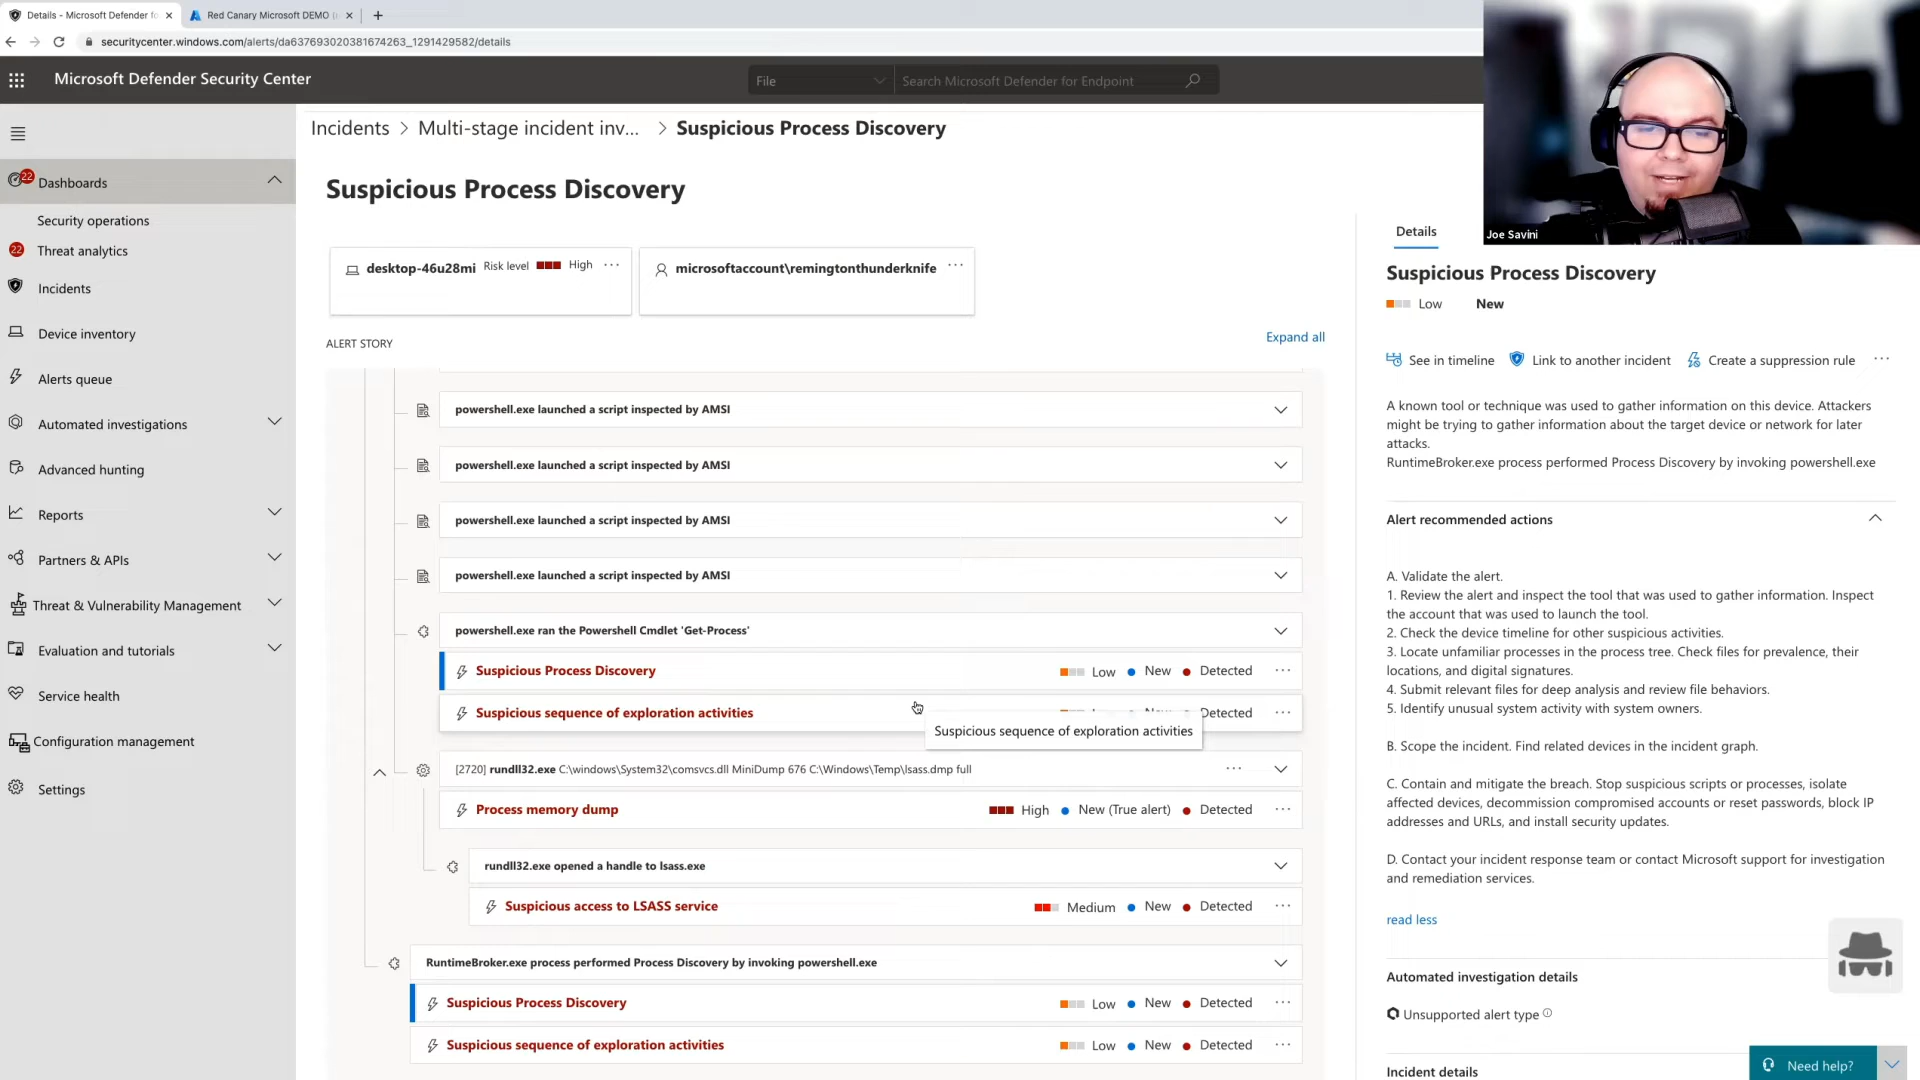 Details - Microsoft Defender fo
Red Canary Microsoft DEMO
securitycenter.windows.com/alerts/da637693020381674263_1291429582/details
Microsoft Defender Security Center
File
Search Microsoft Defender for Endpoint
Joe Savini
22
Dashboards
Security operations
22
Threat analytics
Incidents
Device inventory
Alerts queue
Automated investigations
Advanced hunting
Reports
Partners & APIs
Threat & Vulnerability Management
Evaluation and tutorials
Service health
Configuration management
Settings
Incidents > Multi-stage incident inv... > Suspicious Process Discovery
Suspicious Process Discovery
desktop-46u28mi Risk level High ...
microsoftaccount\remingtonthunderknife ...
ALERT STORY
Expand all
powershell.exe launched a script inspected by AMSI
powershell.exe launched a script inspected by AMSI
powershell.exe launched a script inspected by AMSI
powershell.exe launched a script inspected by AMSI
powershell.exe ran the Powershell Cmdlet 'Get-Process'
Suspicious Process Discovery Low New Detected ...
Suspicious sequence of exploration activities Detected ...
Suspicious sequence of exploration activities
[2720] rundll32.exe C:\windows\System32\comsvcs.dll MiniDump 676 C:\Windows\Temp\lsass.dmp full ...
Process memory dump High New (True alert) Detected ...
rundll32.exe opened a handle to lsass.exe
Suspicious access to LSASS service Medium New Detected ...
RuntimeBroker.exe process performed Process Discovery by invoking powershell.exe
Suspicious Process Discovery Low New Detected ...
Suspicious sequence of exploration activities Low New Detected ...
Details
Suspicious Process Discovery
Low New
See in timeline Link to another incident Create a suppression rule ...
A known tool or technique was used to gather information on this device. Attackers
might be trying to gather information about the target device or network for later
attacks.
RuntimeBroker.exe process performed Process Discovery by invoking powershell.exe
Alert recommended actions
A. Validate the alert.
1. Review the alert and inspect the tool that was used to gather information. Inspect
the account that was used to launch the tool.
2. Check the device timeline for other suspicious activities.
3. Locate unfamiliar processes in the process tree. Check files for prevalence, their
locations, and digital signatures.
4. Submit relevant files for deep analysis and review file behaviors.
5. Identify unusual system activity with system owners.
B. Scope the incident. Find related devices in the incident graph.
C. Contain and mitigate the breach. Stop suspicious scripts or processes, isolate
affected devices, decommission compromised accounts or reset passwords, block IP
addresses and URLs, and install security updates.
D. Contact your incident response team or contact Microsoft support for investigation
and remediation services.
read less
Automated investigation details
Unsupported alert type
Incident details
Need help?